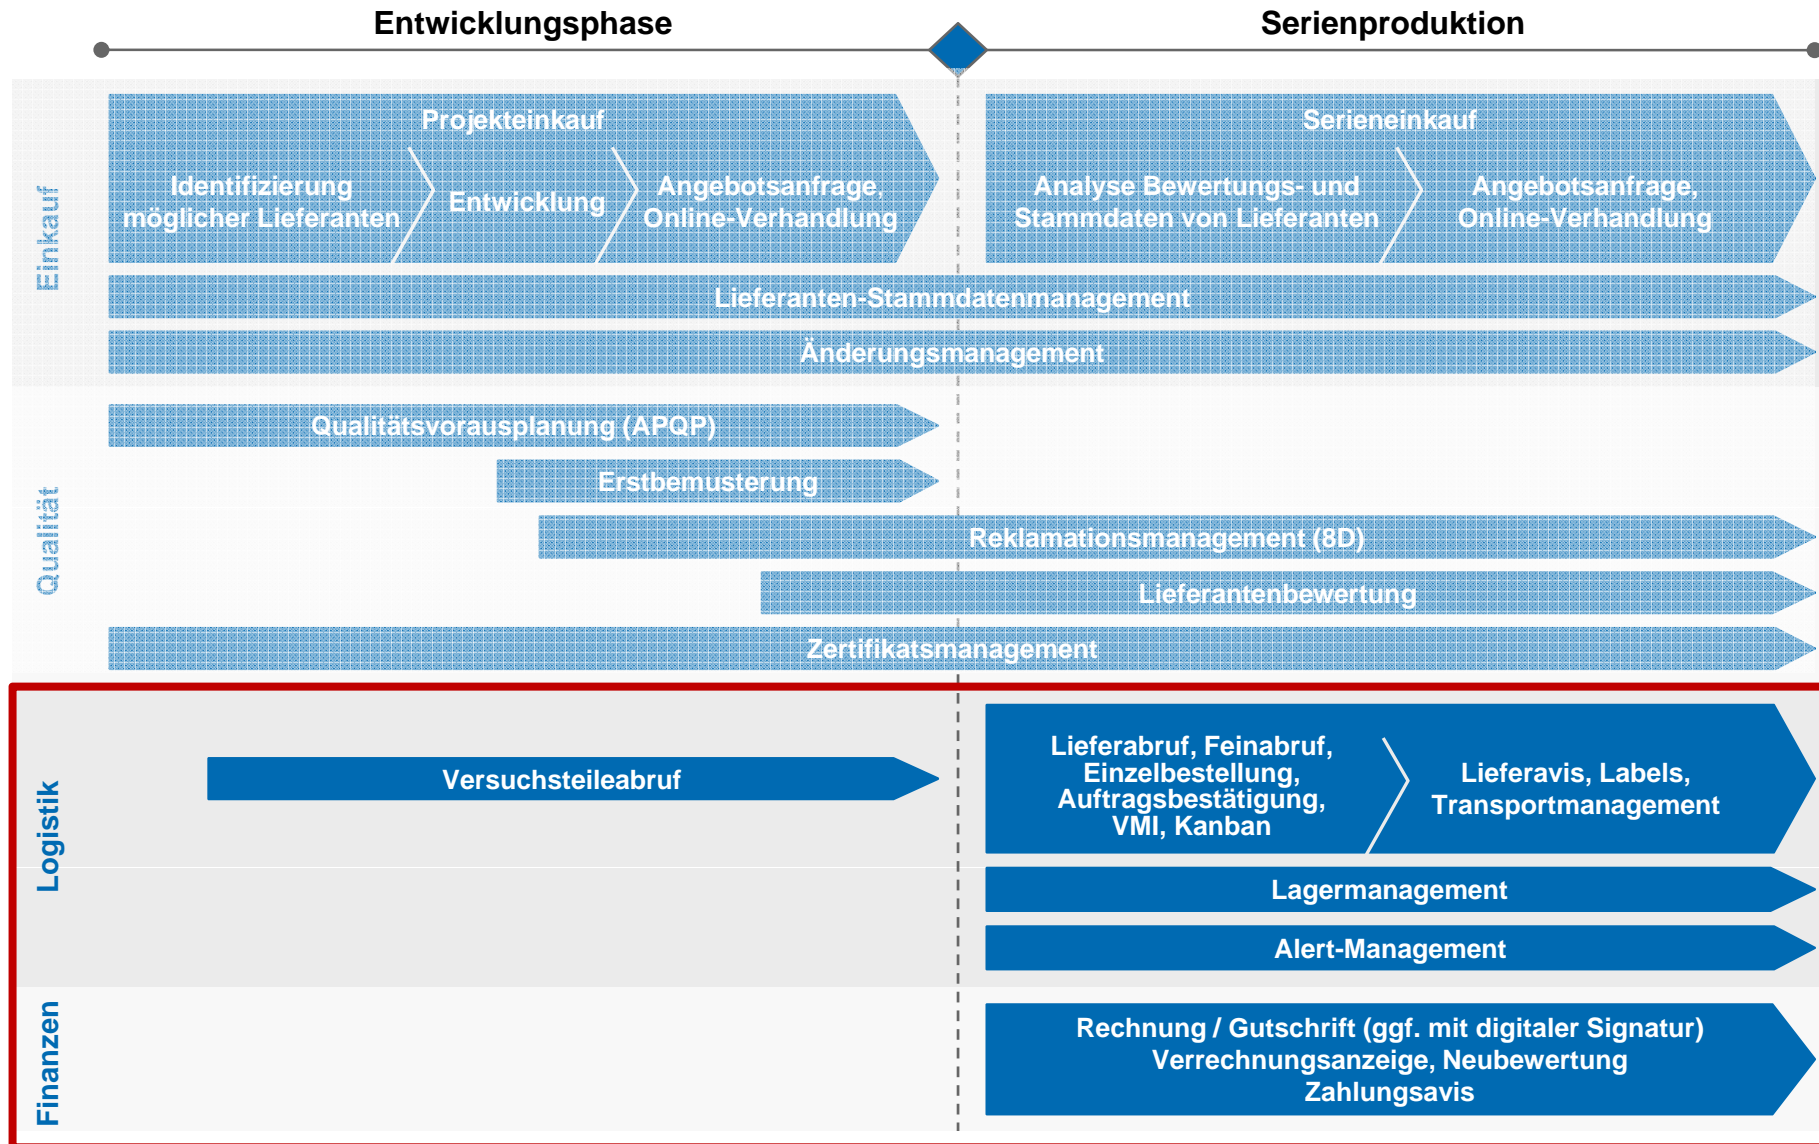 Entwicklungsphase
Serienproduktion
Einkauf
Projekteinkauf
Identifizierung
möglicher Lieferanten
Entwicklung
Angebotsanfrage,
Online-Verhandlung
Serieneinkauf
Analyse Bewertungs- und
Stammdaten von Lieferanten
Angebotsanfrage,
Online-Verhandlung
Lieferanten-Stammdatenmanagement
Änderungsmanagement
Qualität
Qualitätsvorausplanung (APQP)
Erstbemusterung
Reklamationsmanagement (8D)
Lieferantenbewertung
Zertifikatsmanagement
Logistik
Versuchsteileabruf
Lieferabruf, Feinabruf,
Einzelbestellung,
Auftragsbestätigung,
VMI, Kanban
Lieferavis, Labels,
Transportmanagement
Lagermanagement
Alert-Management
Finanzen
Rechnung / Gutschrift (ggf. mit digitaler Signatur)
Verrechnungsanzeige, Neubewertung
Zahlungsavis